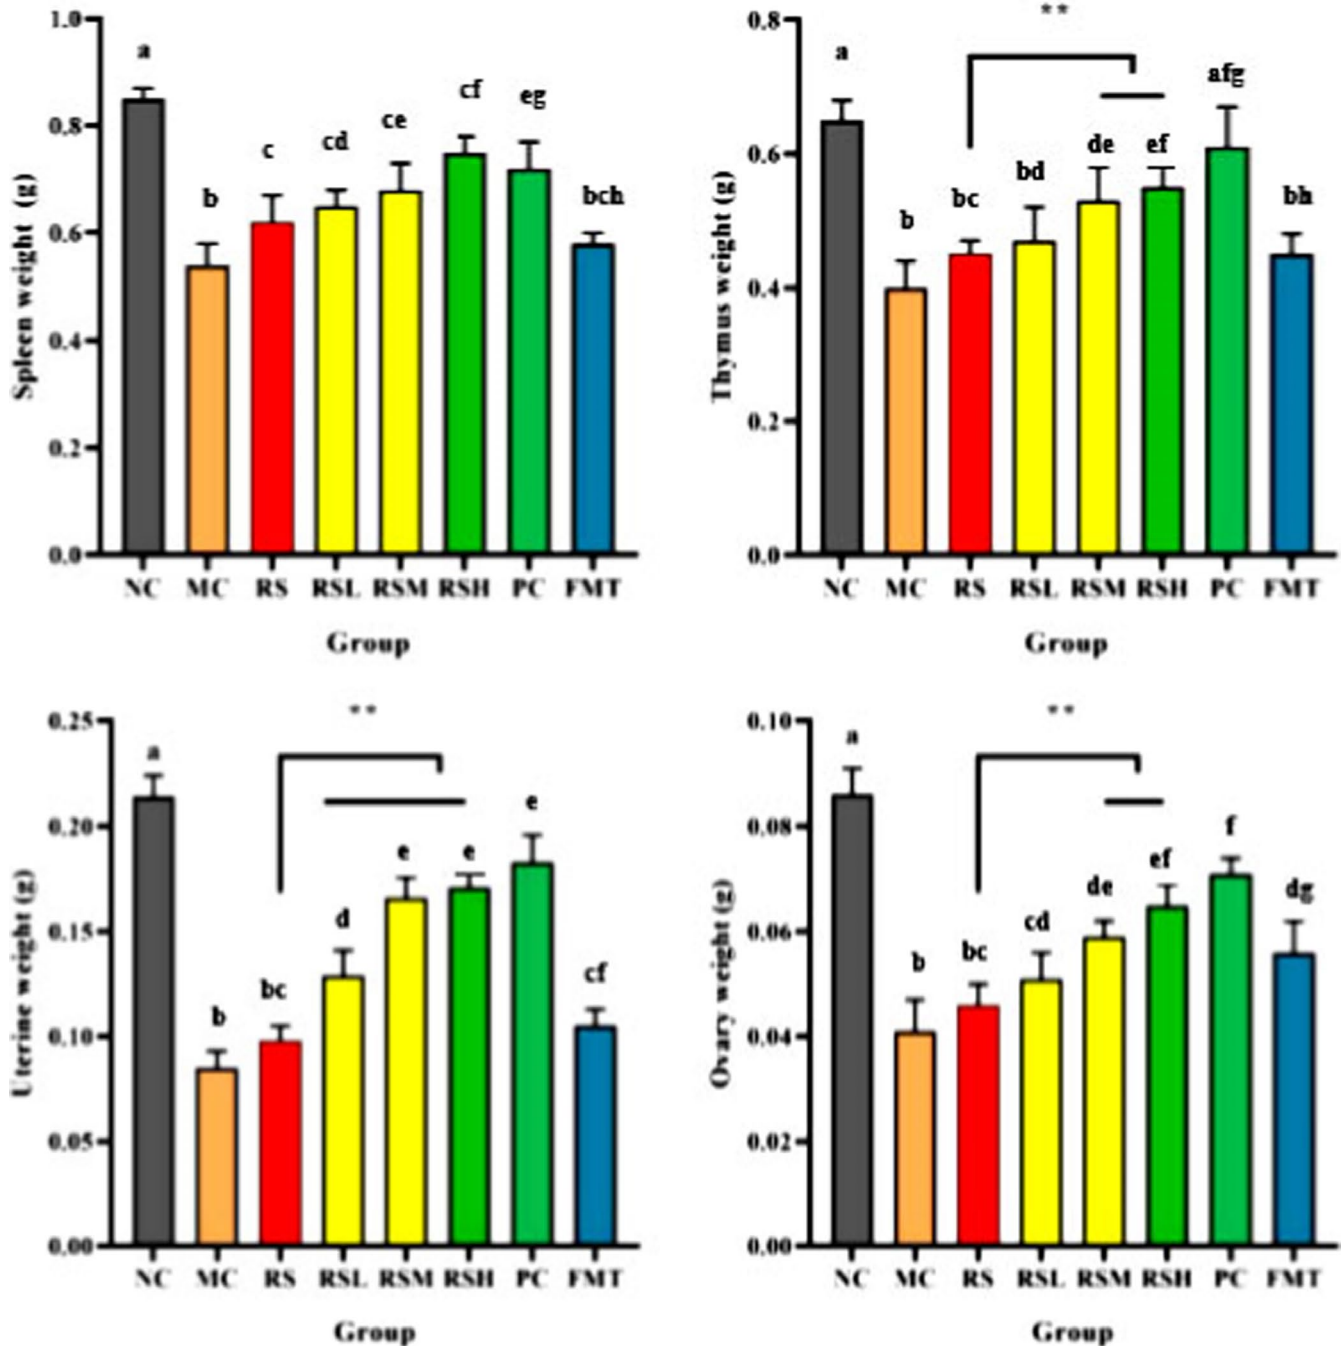 **
1.0
0.8
0.6
0.4
0.2
0.0
Spleen weight (g)
a
b
c
cd
ce
cf
eg
bch
NC MC RS RSL RSM RSH PC FMT
Group
0.8
0.6
0.4
0.2
0.0
Thymus weight (g)
a
b
bc
bd
de
ef
afg
bh
NC MC RS RSL RSM RSH PC FMT
Group
**
0.25
0.20
0.15
0.10
0.05
0.00
Uterine weight (g)
a
b
bc
d
e
e
e
cf
NC MC RS RSL RSM RSH PC FMT
Group
**
0.10
0.08
0.06
0.04
0.02
0.00
Ovary weight (g)
a
b
bc
cd
de
ef
f
dg
NC MC RS RSL RSM RSH PC FMT
Group